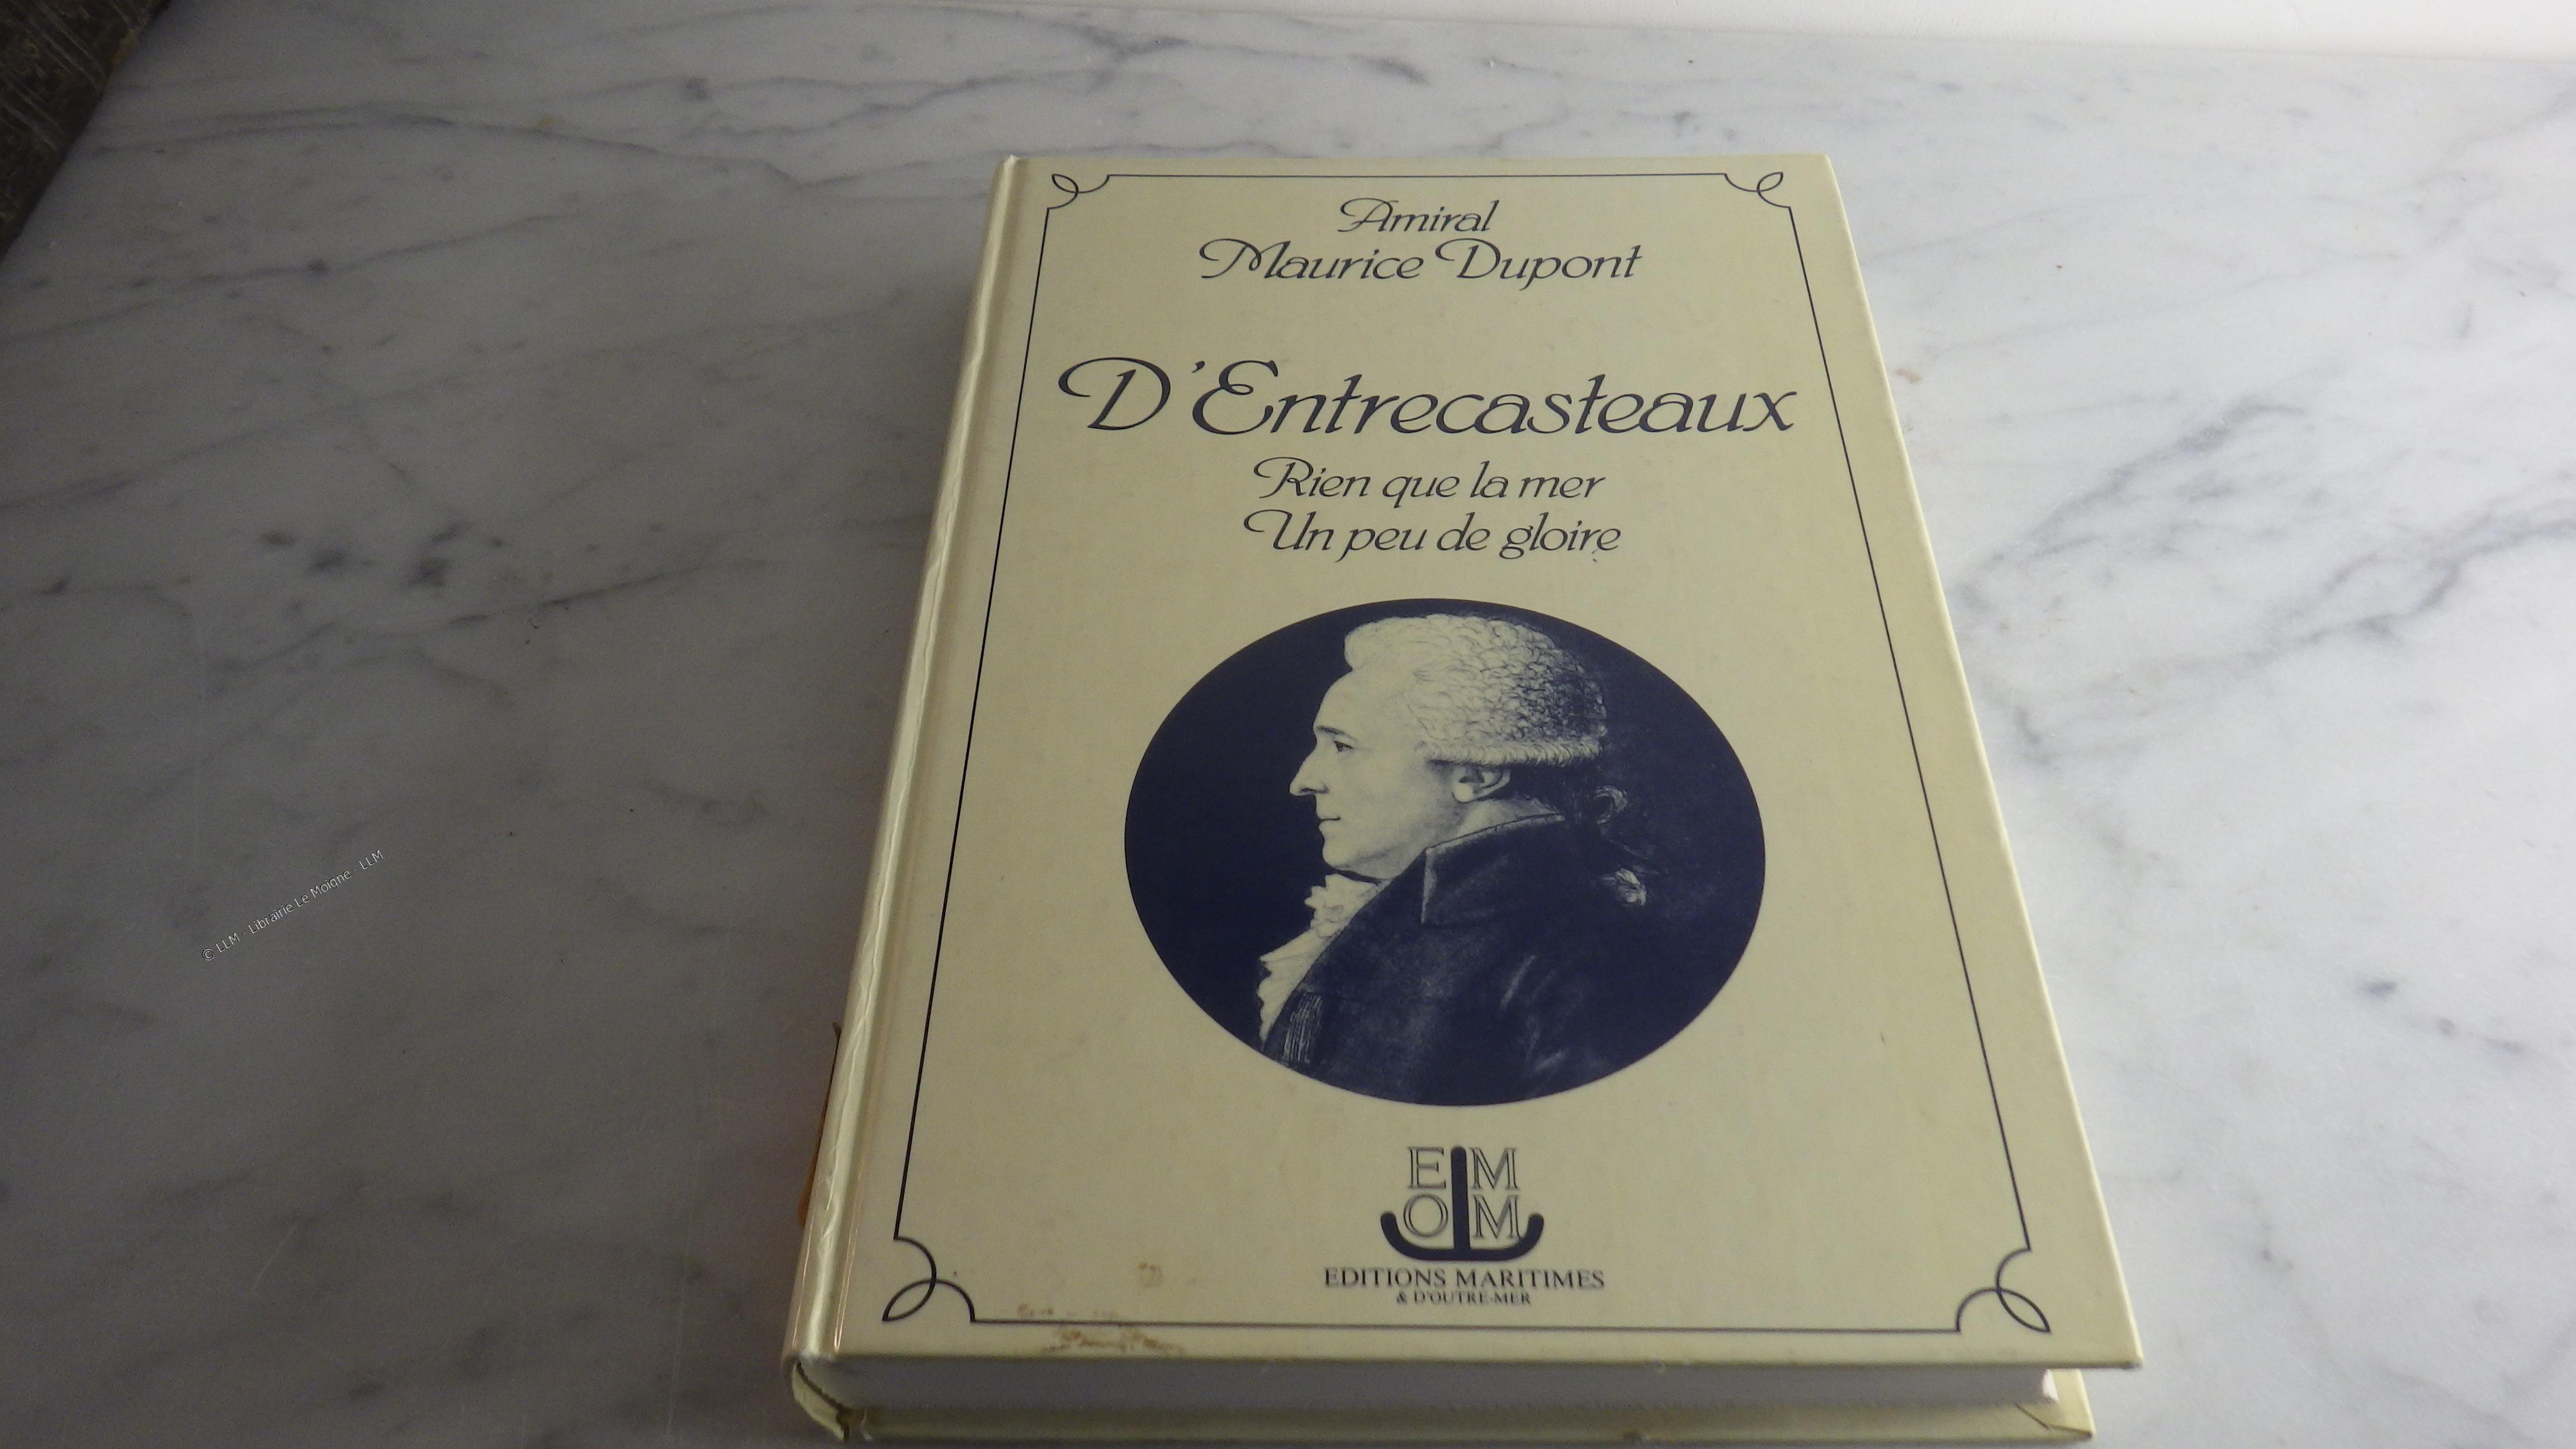 Amiral
Maurice Dupont
D'Entrecasteaux
Rien que la mer
Un peu de gloire
E M
O M
EDITIONS MARITIMES
& D'OUTRE-MER
© LLM - Librairie Le Moigne - LLM